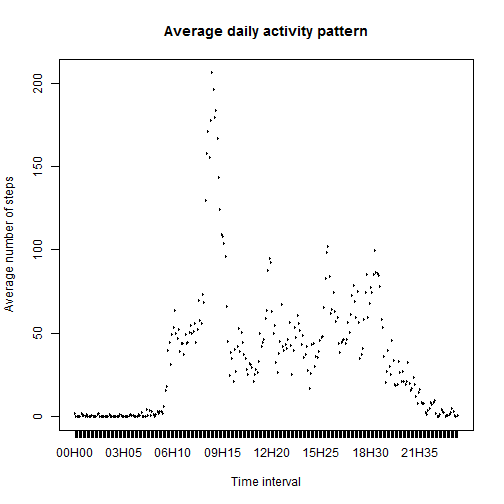 Average daily activity pattern
Average number of steps
200
150
100
50
0
00H00 03H05 06H10 09H15 12H20 15H25 18H30 21H35
Time interval